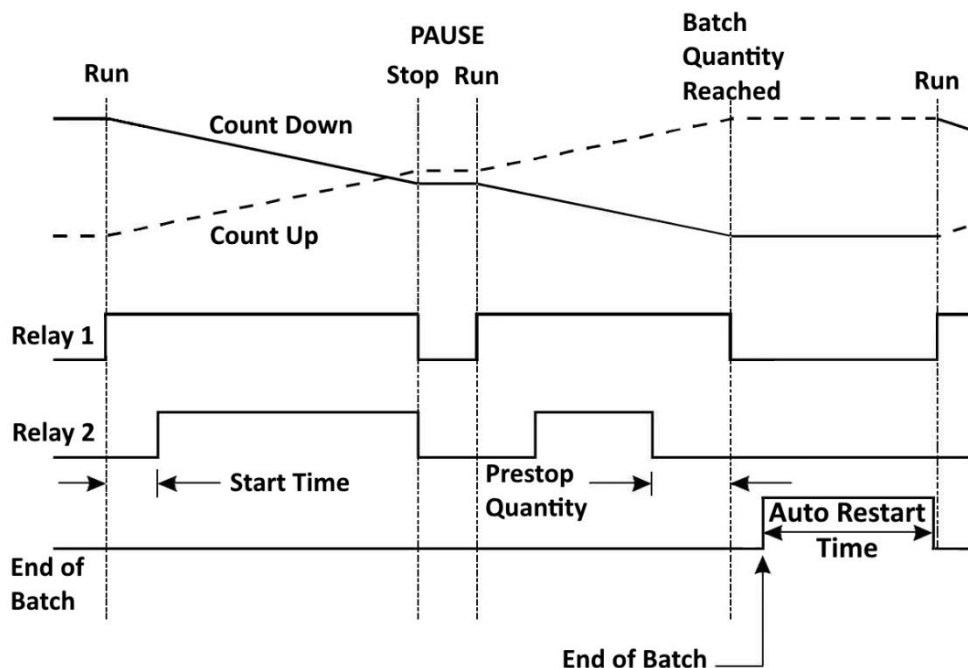 PAUSE
Run
Stop
Run
Batch
Quantity
Reached
Run
Count Down
Count Up
Relay 1
Relay 2
Start Time
Prestop
Quantity
Auto Restart
Time
End of
Batch
End of Batch